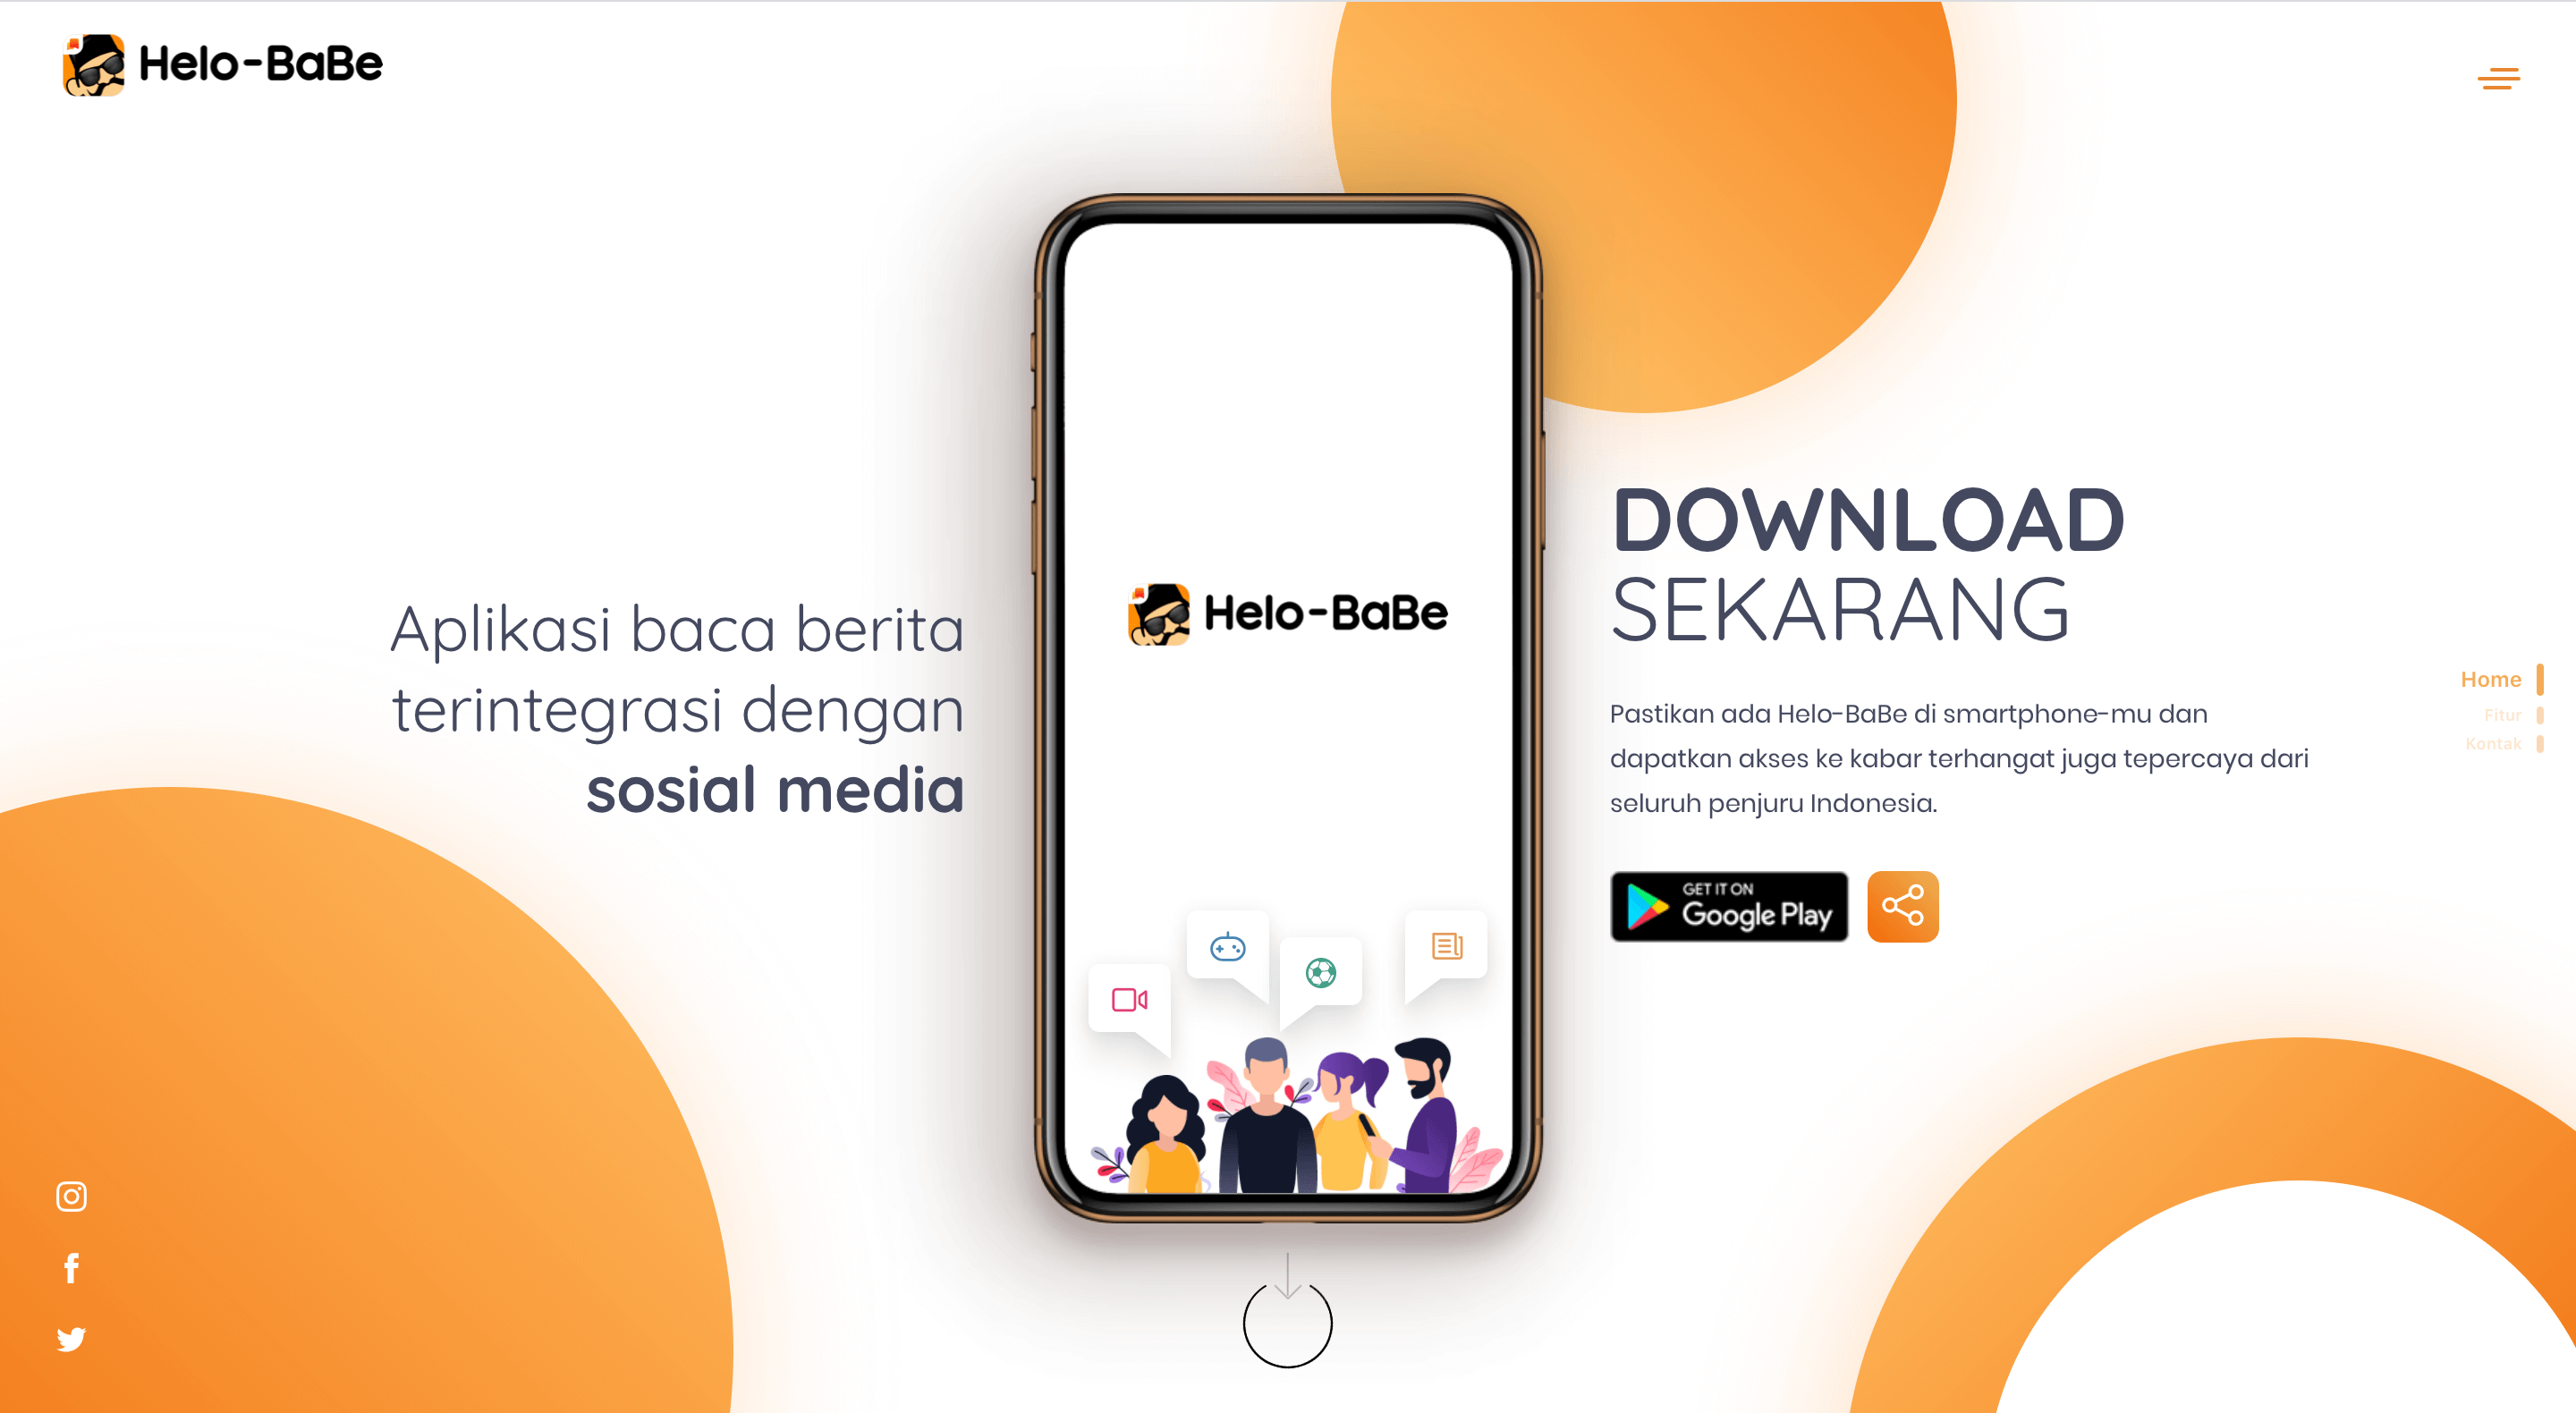 Helo-BaBe
Aplikasi baca berita
terintegrasi dengan
sosial media
Helo-BaBe
DOWNLOAD
SEKARANG
Pastikan ada Helo-BaBe di smartphone-mu dan
dapatkan akses ke kabar terhangat juga tepercaya dari
seluruh penjuru Indonesia.
GET IT ON
Google Play
Home
Fitur
Kontak